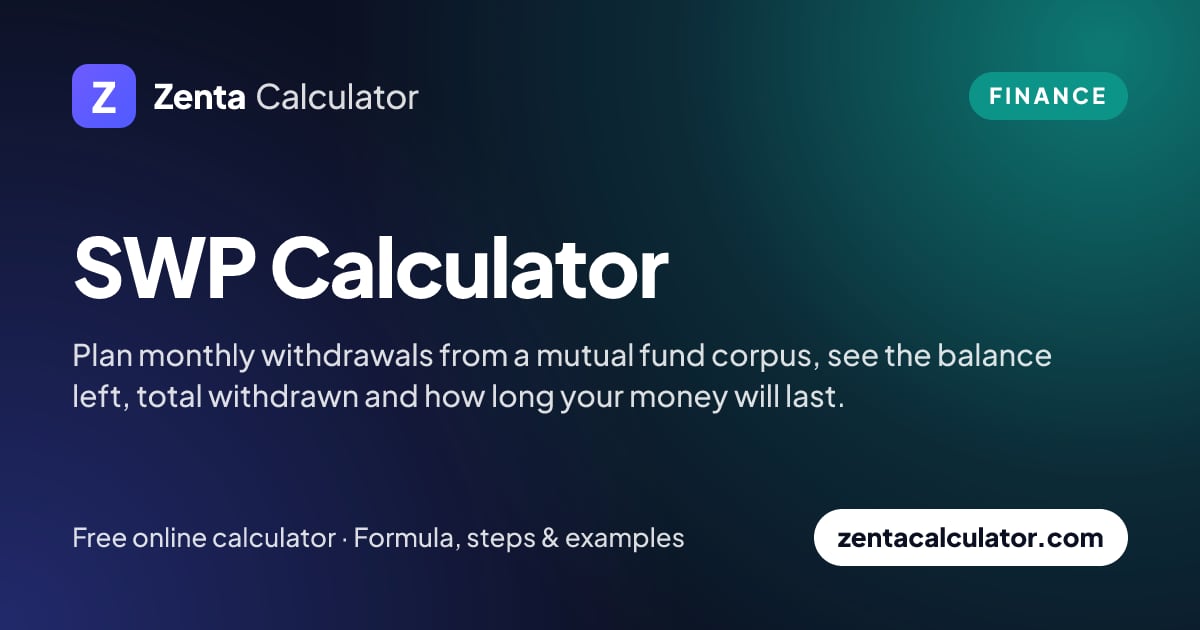 Z
Zenta Calculator
FINANCE
SWP Calculator
Plan monthly withdrawals from a mutual fund corpus, see the balance
left, total withdrawn and how long your money will last.
Free online calculator · Formula, steps & examples
zentacalculator.com